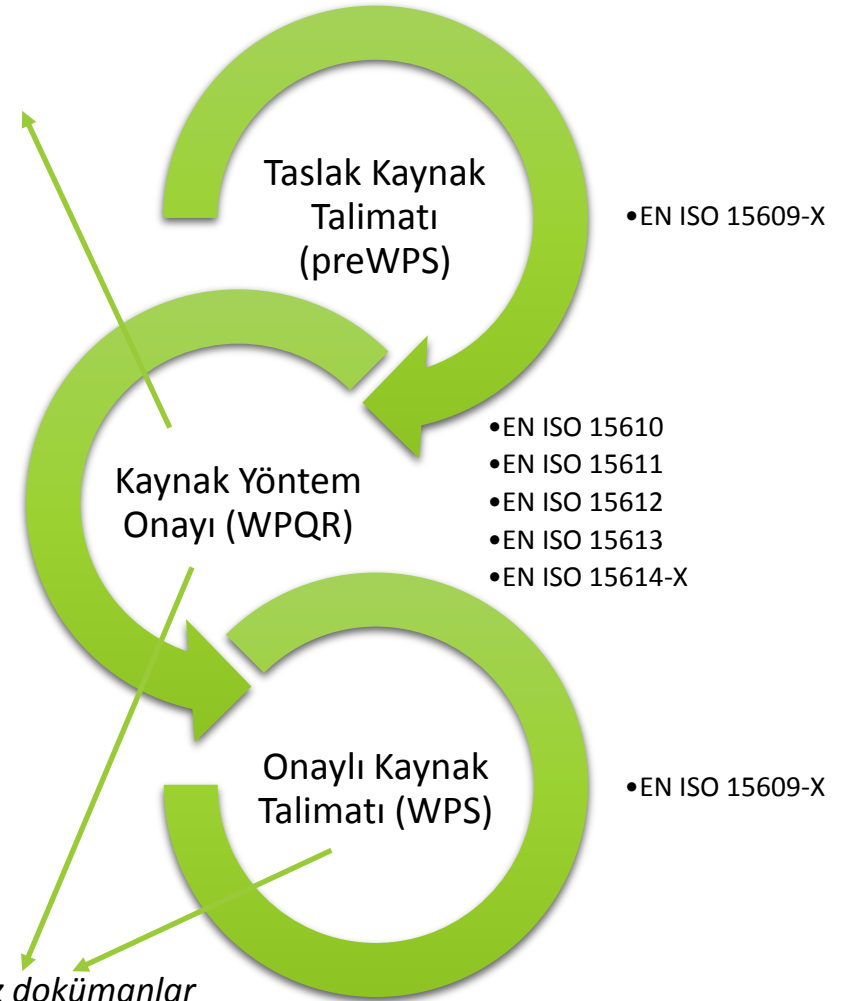 Taslak Kaynak
Talimatı
(preWPS)
•EN ISO 15609-X
Kaynak Yöntem
Onayı (WPQR)
•EN ISO 15610
•EN ISO 15611
•EN ISO 15612
•EN ISO 15613
•EN ISO 15614-X
Onaylı Kaynak
Talimatı (WPS)
•EN ISO 15609-X
dokümanlar